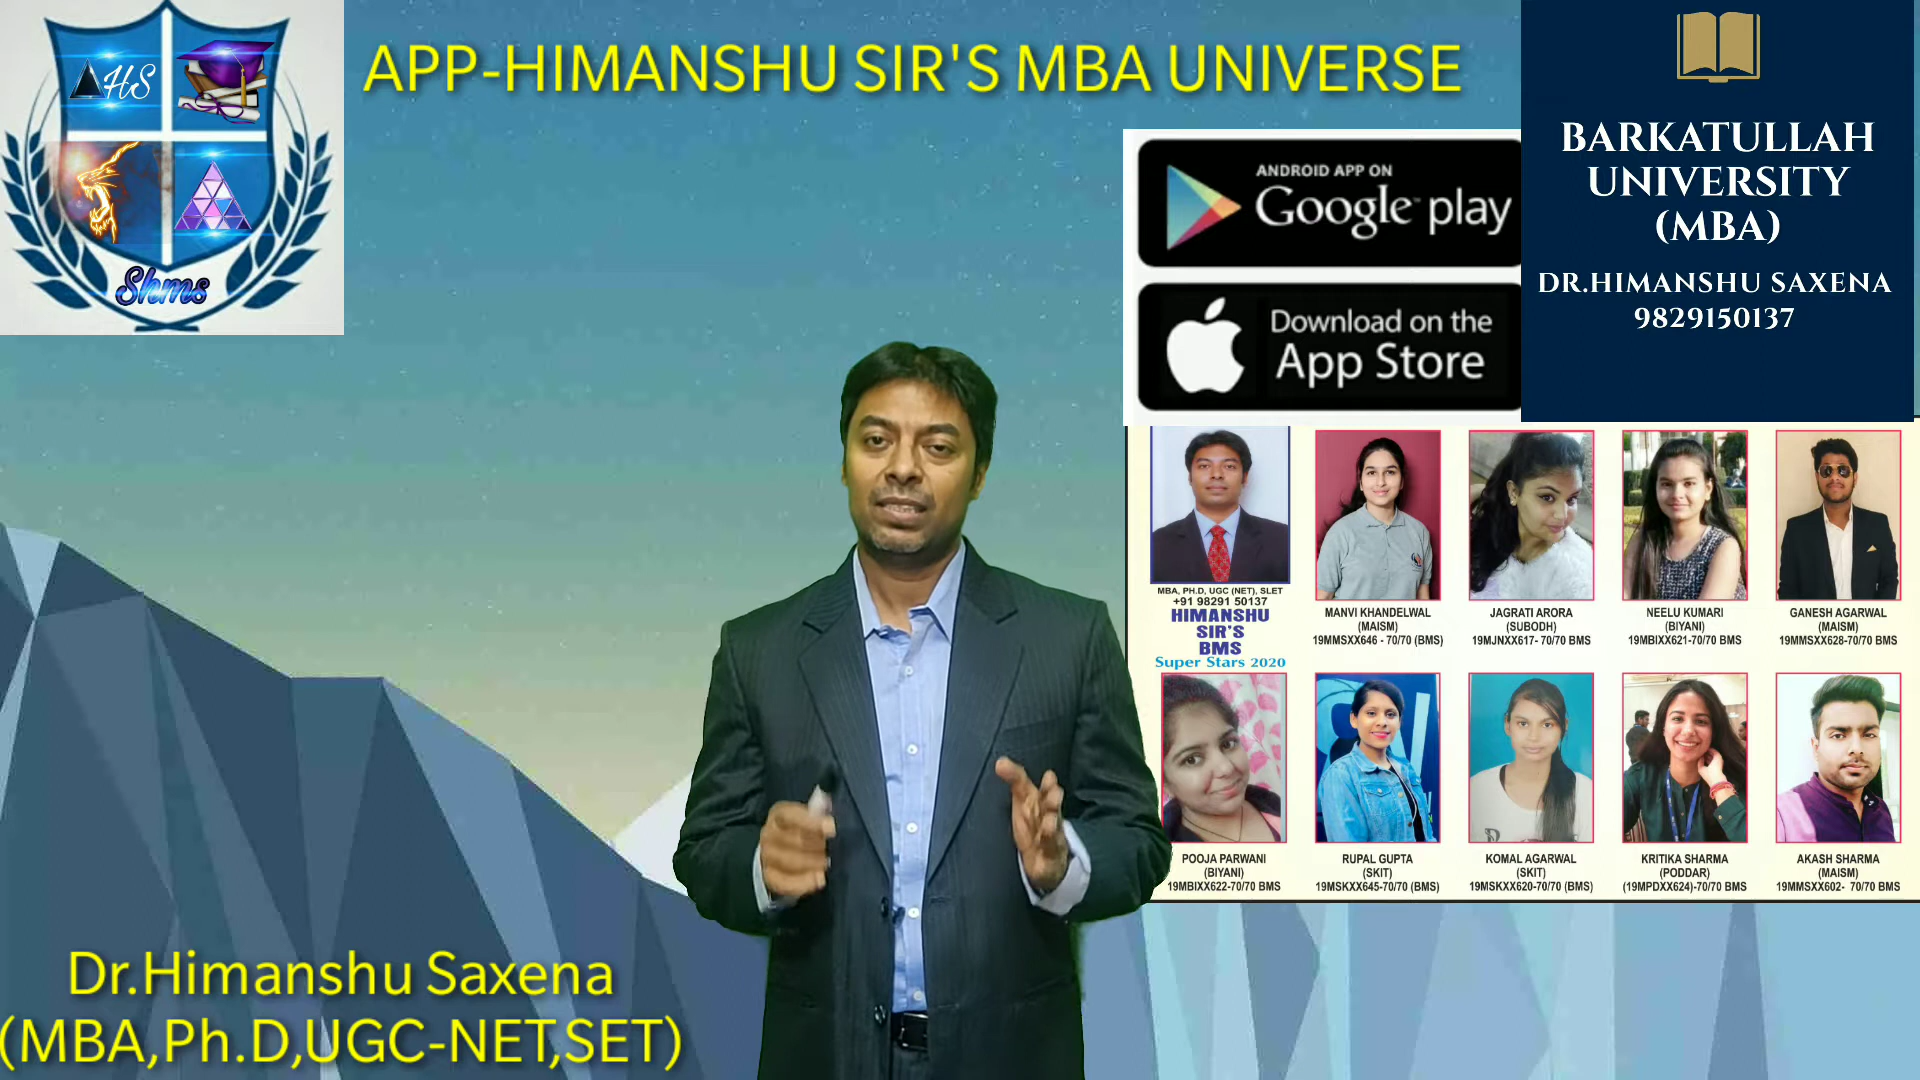 HS
Shms
APP-HIMANSHU SIR'S MBA UNIVERSE
ANDROID APP ON
Google play
Download on the
App Store
BARKATULLAH
UNIVERSITY
(MBA)
DR.HIMANSHU SAXENA
9829150137
MBA, PH.D, UGC (NET), SLET
+91 98291 50137
HIMANSHU
SIR'S
BMS
Super Stars 2020
MANVI KHANDELWAL
(MAISM)
19MMSXX646 - 70/70 (BMS)
JAGRATI ARORA
(SUBODH)
19MJNXX617- 70/70 BMS
NEELU KUMARI
(BIYANI)
19MBIXX621-70/70 BMS
GANESH AGARWAL
(MAISM)
19MMSXX628-70/70 BMS
POOJA PARWANI
(BIYANI)
19MBIXX622-70/70 BMS
RUPAL GUPTA
(SKIT)
19MSKXX645-70/70 (BMS)
KOMAL AGARWAL
(SKIT)
19MSKXX620-70/70 (BMS)
KRITIKA SHARMA
(PODDAR)
(19MPDXX624)-70/70 BMS
AKASH SHARMA
(MAISM)
19MMSXX602- 70/70 BMS
Dr.Himanshu Saxena
(MBA,Ph.D,UGC-NET,SET)